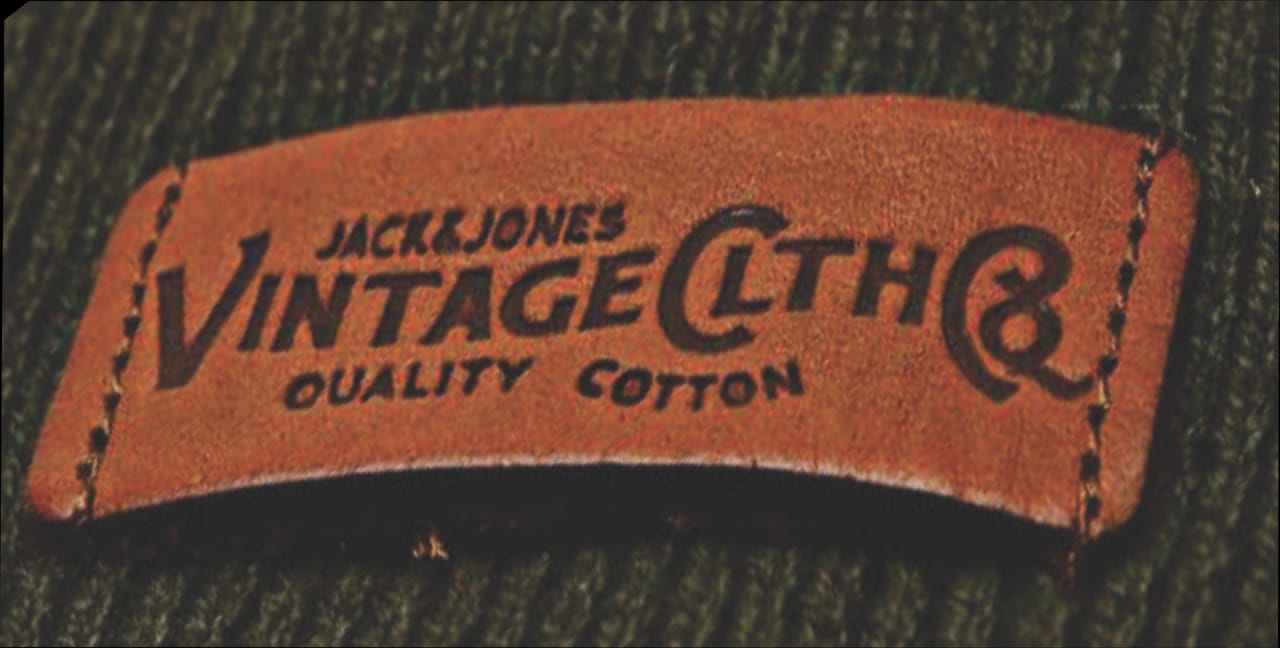 JACK&JONES
VINTAGE CLTH Co
QUALITY COTTON